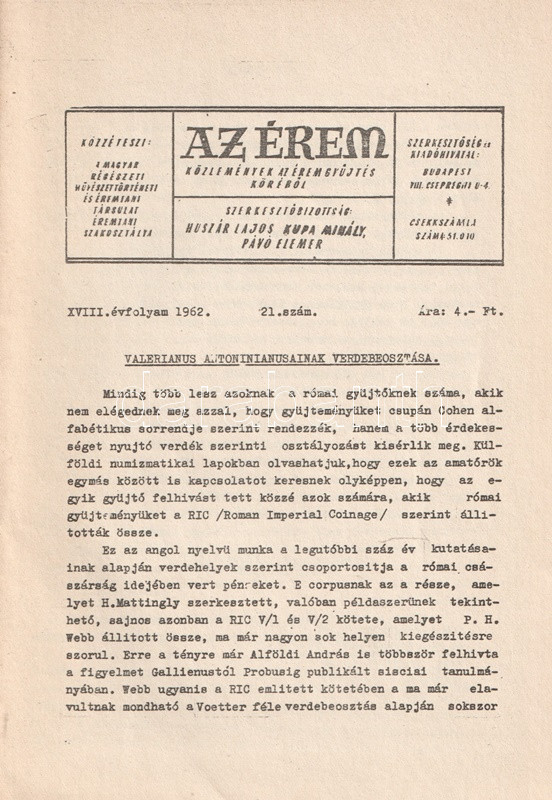 KÖZZÉTESZI:
A MAGYAR
RÉGÉSZETI
MŰVÉSZETTÖRTÉNETI
ÉS ÉREMTANI
TÁRSULAT
ÉREMTANI
SZAKOSZTÁLYA
AZ ÉREM
KÖZLEMÉNYEK AZ ÉREMGYŰJTÉS
KÖRÉBŐL
SZERKESZTŐBIZOTTSÁG:
HUSZÁR LAJOS KUPA MIHÁLY,
PÁVÓ ELEMÉR
SZERKESZTŐSÉG és
KIADÓHIVATAL:
BUDAPEST
VIII. CSEPREGHI U-4.
*
CSEKKSZÁMLA
SZÁM: 51.010
XVIII.évfolyam 1962. 21.szám. Ára: 4.- Ft.
VALERIANUS ANTONINIANUSAINAK VERDEBEOSZTÁSA.
Mindig több lesz azoknak a római gyüjtőknek száma, akik
nem elégednek meg azzal, hogy gyüjteményüket csupán Cohen al-
fabétikus sorrendje szerint rendezzék, hanem a több érdekes-
séget nyujtó verdék szerinti osztályozást kisérlik meg. Kül-
földi numizmatikai lapokban olvashatjuk,hogy ezek az amatőrök
egymás között is kapcsolatot keresnek olyképpen, hogy az e-
gyik gyüjtő felhivást tett közzé azok számára, akik római
gyüjteményüket a RIC /Roman Imperial Coinage/ szerint álli-
tották össze.
Ez az angol nyelvü munka a legutóbbi száz év kutatása-
inak alapján verdehelyek szerint csoportositja a római csá-
szárság idejében vert pénzeket. E corpusnak az a része, ame-
lyet H.Mattingly szerkesztett, valóban példaszerünek tekint-
hető, sajnos azonban a RIC V/1 és V/2 kötete, amelyet P. H.
Webb állitott össze, ma már nagyon sok helyen kiegészitésre
szorul. Erre a tényre már Alföldi András is többször felhivta
a figyelmet Gallienustól Probusig publikált sisciai tanulmá-
nyában. Webb ugyanis a RIC emlitett kötetében a ma már ela-
vultnak mondható a Voetter féle verdebeosztás alapján sokszor